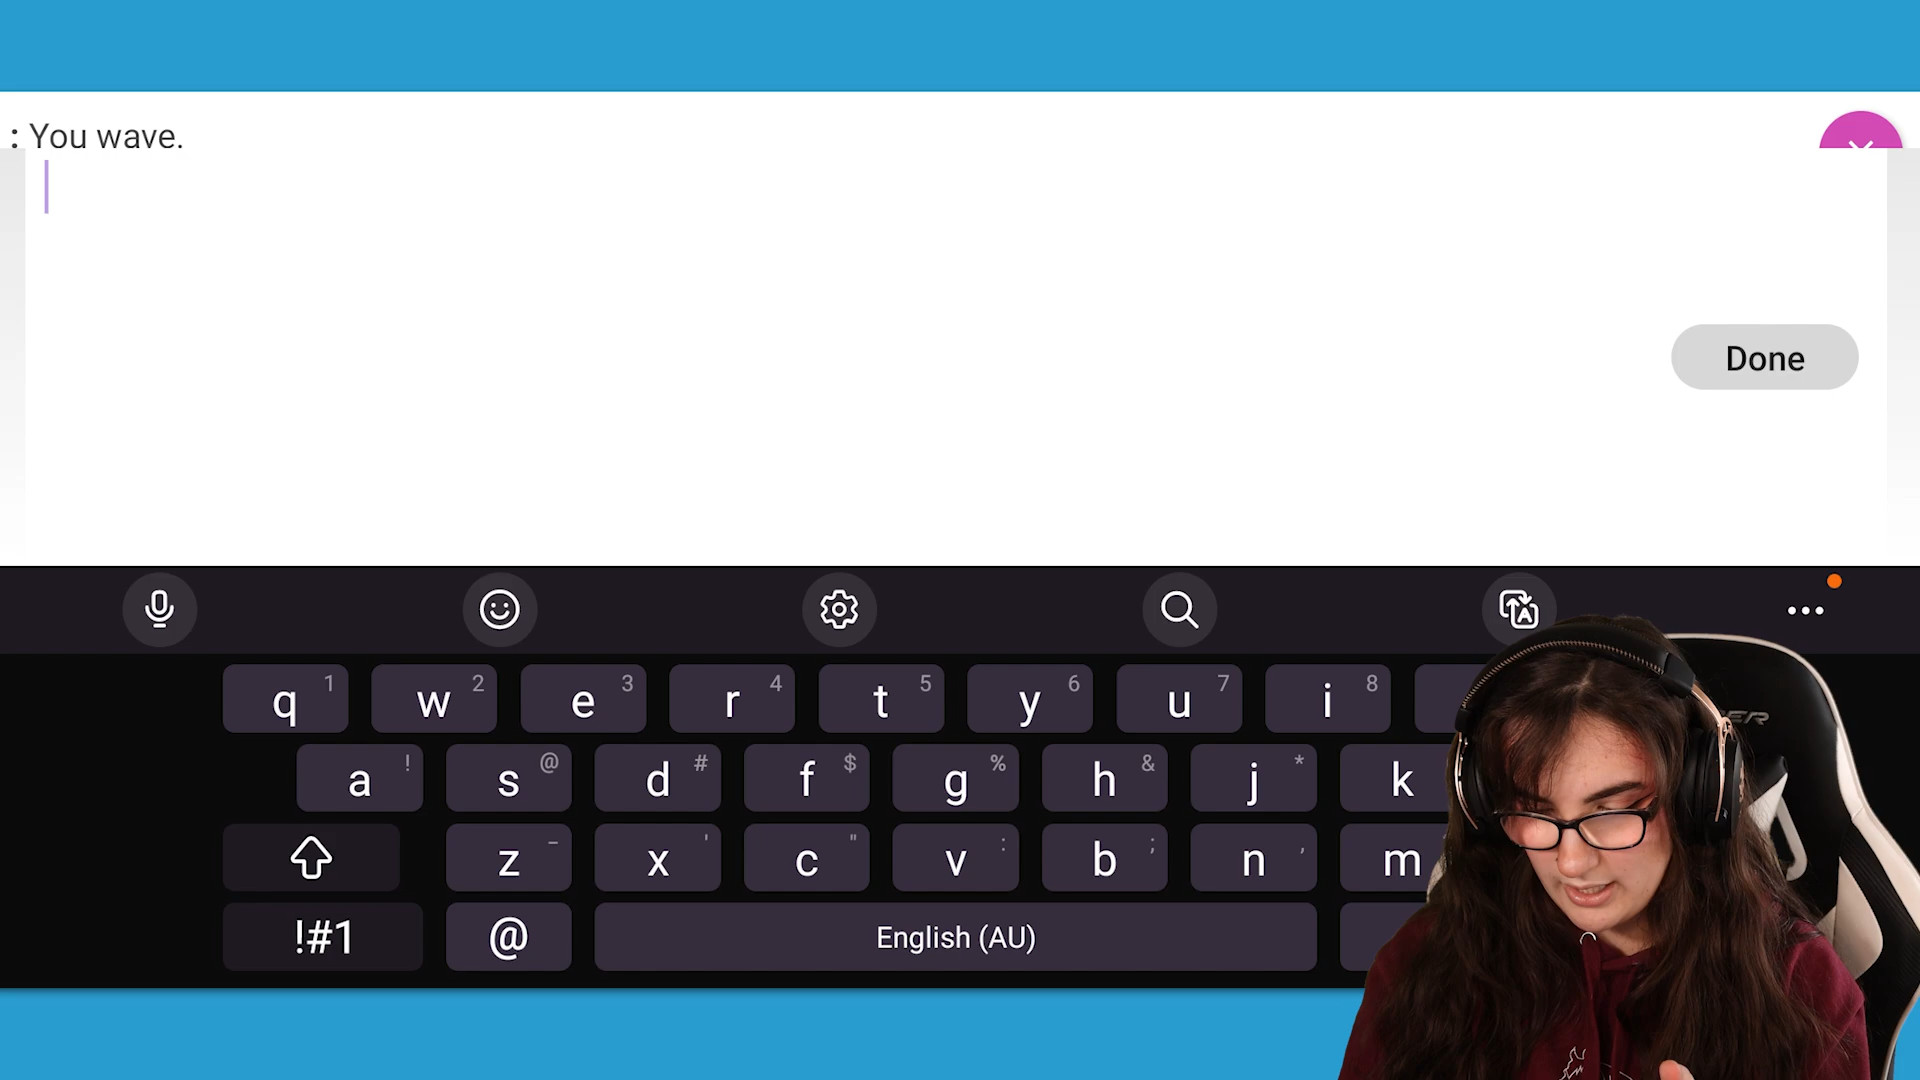 : You wave.
Done
q 1 w 2 e 3 r 4 t 5 y 6 u 7 i 8
a ! s @ d # f $ g % h & j * k
z - x ' c " v : b ; n , m
!#1 @ English (AU)